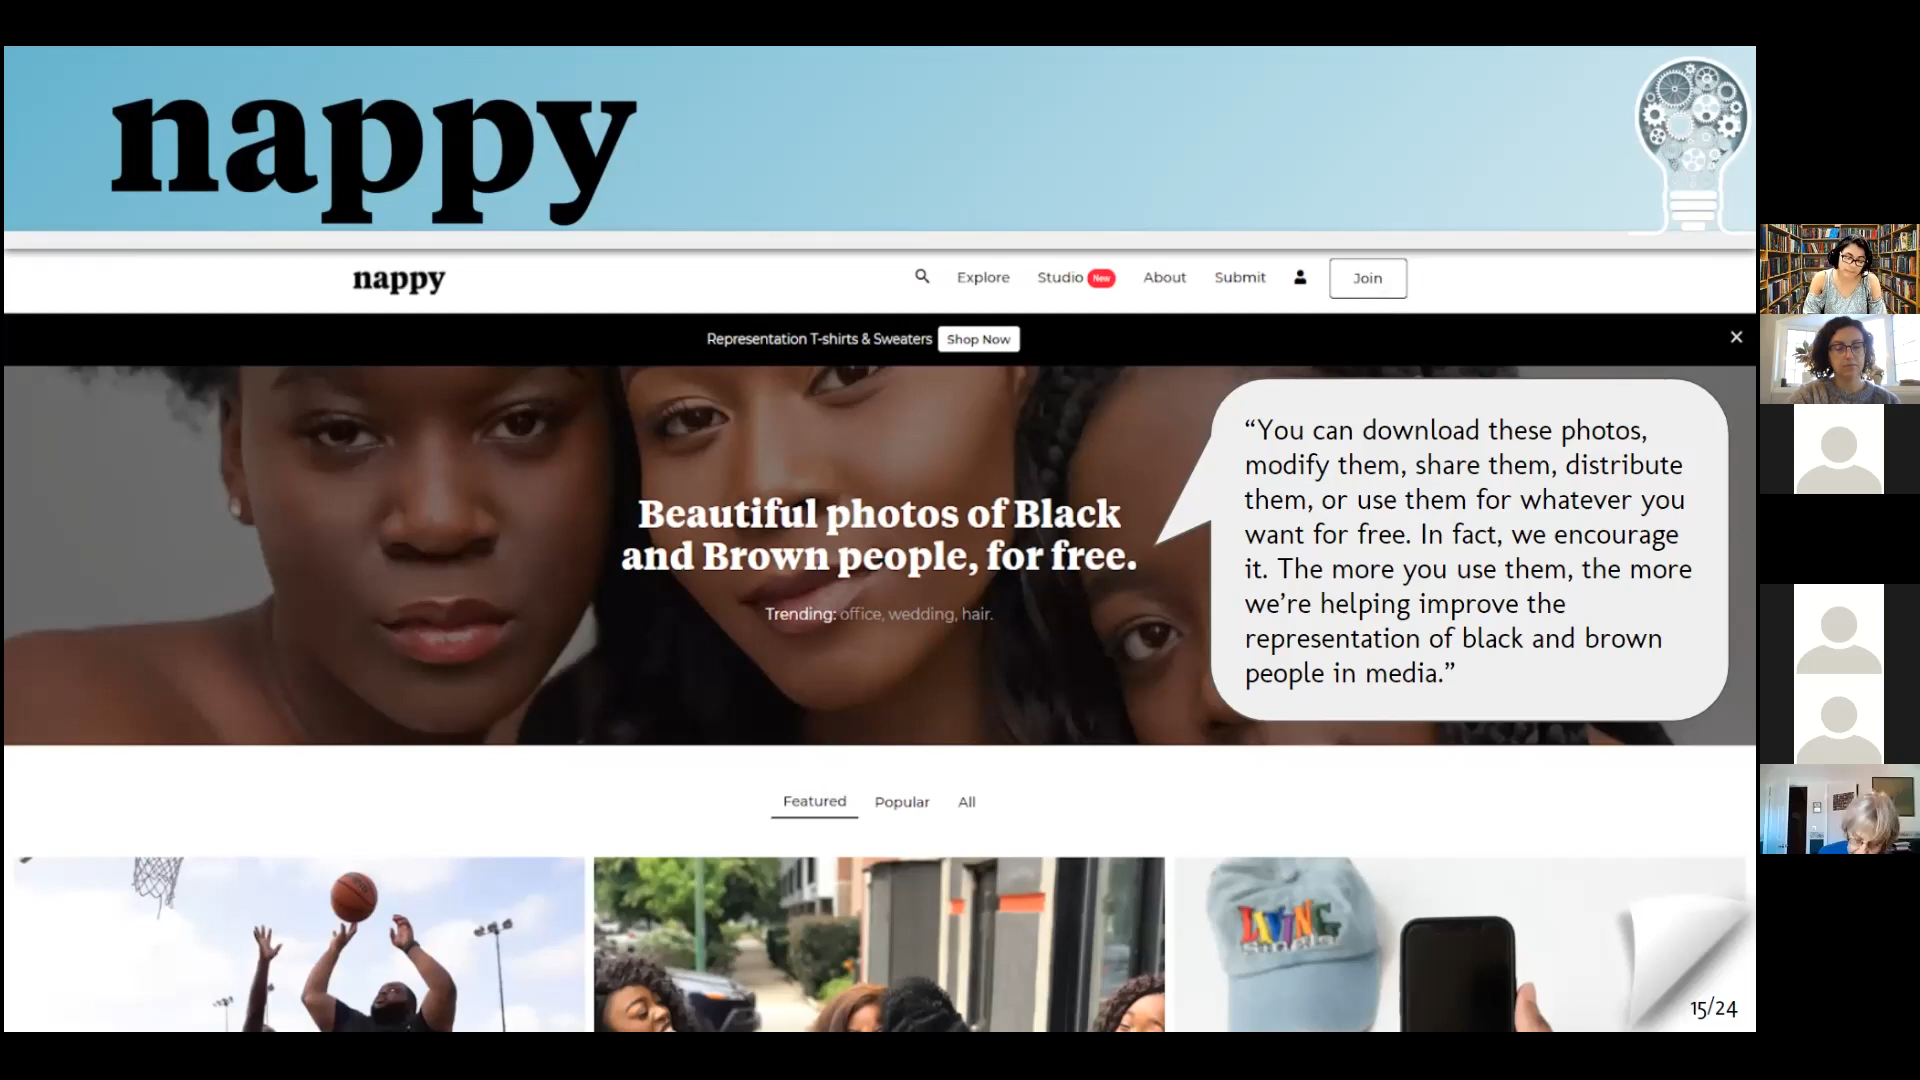 nappy
nappy
Explore
Studio New
About
Submit
Join
Representation T-shirts & Sweaters Shop Now
Beautiful photos of Black
and Brown people, for free.
Trending: office, wedding, hair.
“You can download these photos,
modify them, share them, distribute
them, or use them for whatever you
want for free. In fact, we encourage
it. The more you use them, the more
we’re helping improve the
representation of black and brown
people in media.”
Featured
Popular
All
LIVING
Single
15/24